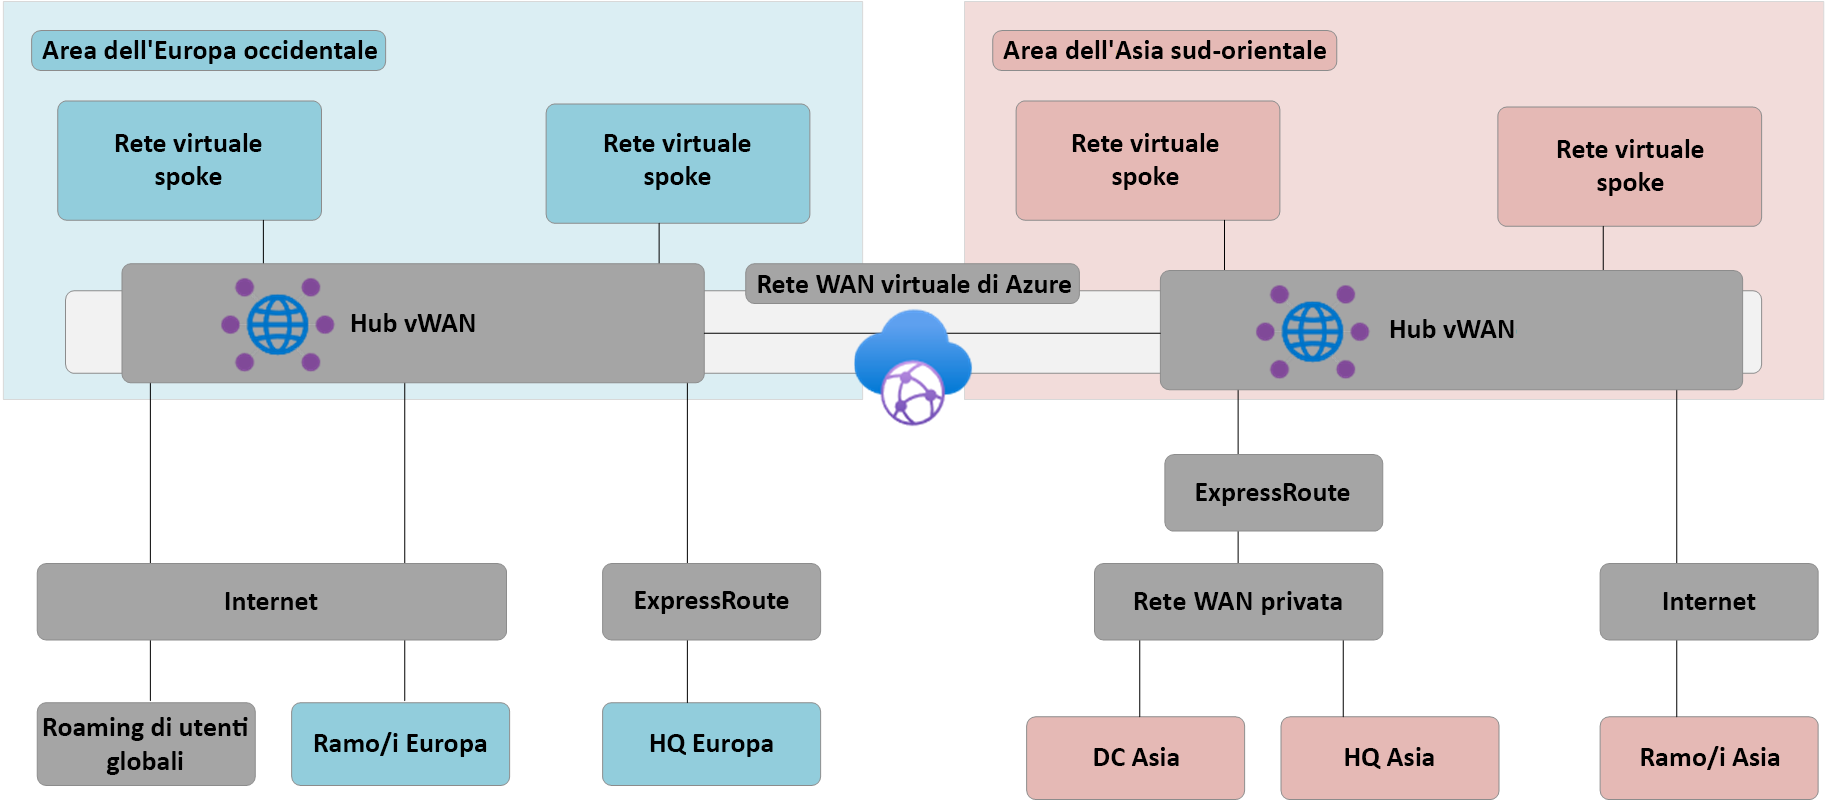 Area dell'Europa occidentale
Area dell'Asia sud-orientale
Rete virtuale
spoke
Rete virtuale
spoke
Rete virtuale
spoke
Rete virtuale
spoke
Rete WAN virtuale di Azure
Hub vWAN
Hub vWAN
ExpressRoute
Internet
ExpressRoute
Rete WAN privata
Internet
Roaming di utenti
globali
Ramo/i Europa
HQ Europa
DC Asia
HQ Asia
Ramo/i Asia